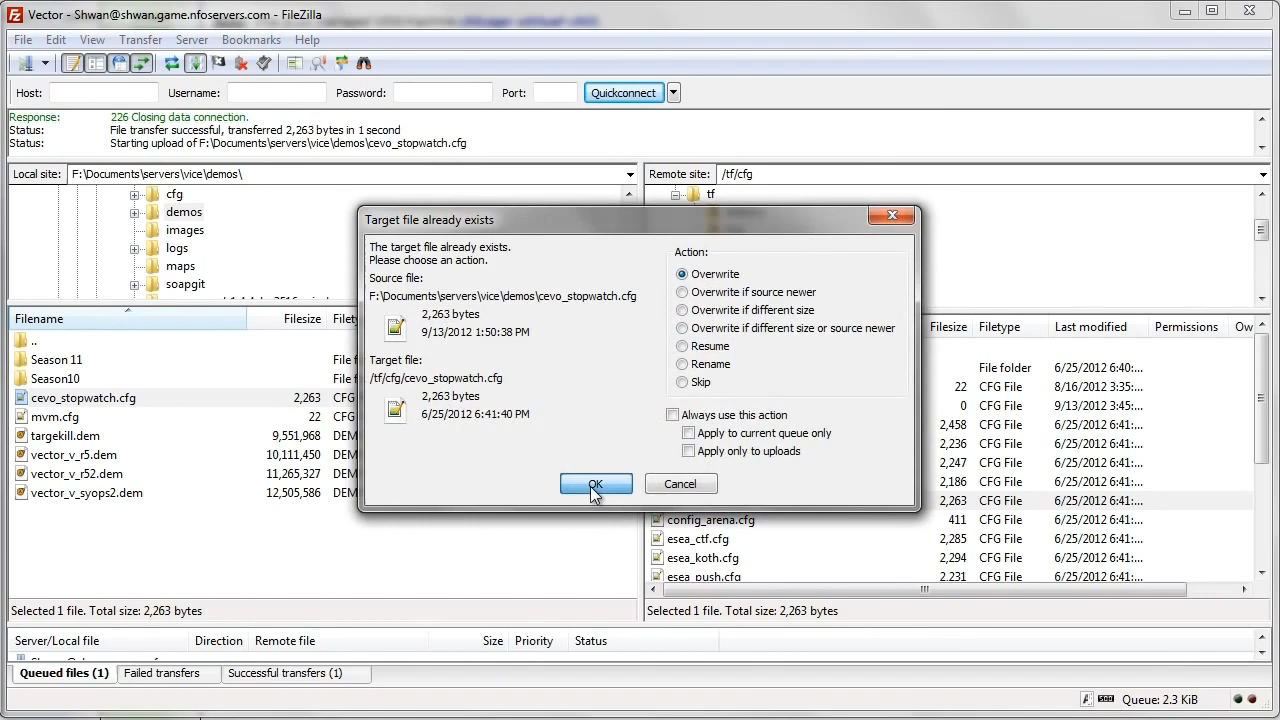 Vector - Shwan@shwan.game.nfoservers.com - FileZilla
File Edit View Transfer Server Bookmarks Help
Host: Username: Password: Port: Quickconnect
Response: 226 Closing data connection.
Status: File transfer successful, transferred 2,263 bytes in 1 second
Status: Starting upload of F:\Documents\servers\vice\demos\cevo_stopwatch.cfg
Local site: F:\Documents\servers\vice\demos\
Remote site: /tf/cfg
cfg
demos
images
logs
maps
soapgit
tf
Target file already exists
The target file already exists.
Please choose an action.
Source file:
F:\Documents\servers\vice\demos\cevo_stopwatch.cfg
2,263 bytes
9/13/2012 1:50:38 PM
Target file:
/tf/cfg/cevo_stopwatch.cfg
2,263 bytes
6/25/2012 6:41:40 PM
Action:
Overwrite
Overwrite if source newer
Overwrite if different size
Overwrite if different size or source newer
Resume
Rename
Skip
Always use this action
Apply to current queue only
Apply only to uploads
OK Cancel
Filename Filesize Filetype
..
Season 11 File f
Season10 File f
cevo_stopwatch.cfg 2,263 CFG
mvm.cfg 22 CFG
targekill.dem 9,551,968 DEM
vector_v_r5.dem 10,111,450 DEM
vector_v_r52.dem 11,265,327 DEM
vector_v_syops2.dem 12,505,586 DEM
Selected 1 file. Total size: 2,263 bytes
Filesize Filetype Last modified Permissions Ow
File folder 6/25/2012 6:40:...
22 CFG File 8/16/2012 3:35:...
0 CFG File 9/13/2012 3:45:...
2,458 CFG File 6/25/2012 6:41:...
2,236 CFG File 6/25/2012 6:41:...
2,247 CFG File 6/25/2012 6:41:...
2,186 CFG File 6/25/2012 6:41:...
2,263 CFG File 6/25/2012 6:41:...
config_arena.cfg 411 CFG File 6/25/2012 6:41:...
esea_ctf.cfg 2,285 CFG File 6/25/2012 6:41:...
esea_koth.cfg 2,294 CFG File 6/25/2012 6:41:...
esea_push.cfg 2,231 CFG File 6/25/2012 6:41:...
Selected 1 file. Total size: 2,263 bytes
Server/Local file Direction Remote file Size Priority Status
Queued files (1) Failed transfers Successful transfers (1)
Queue: 2.3 KiB